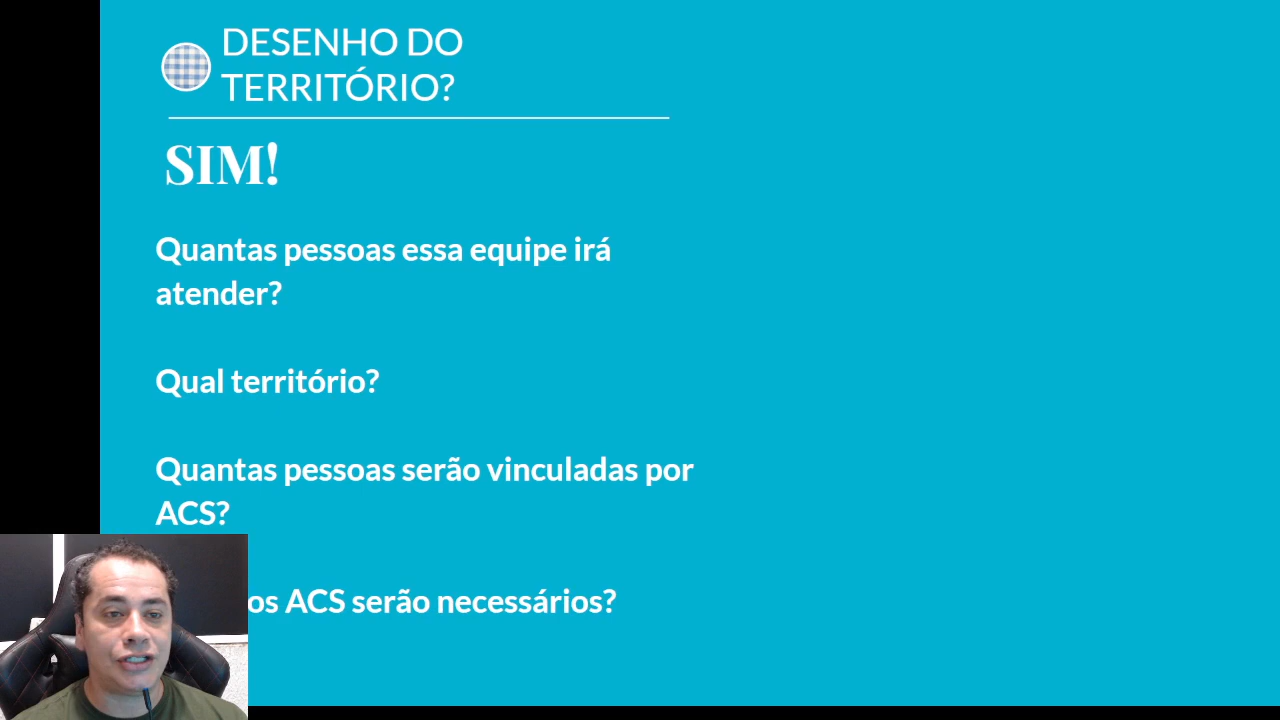 DESENHO DO
TERRITÓRIO?
SIM!
Quantas pessoas essa equipe irá
atender?
Qual território?
Quantas pessoas serão vinculadas por
ACS?
ACS serão necessários?